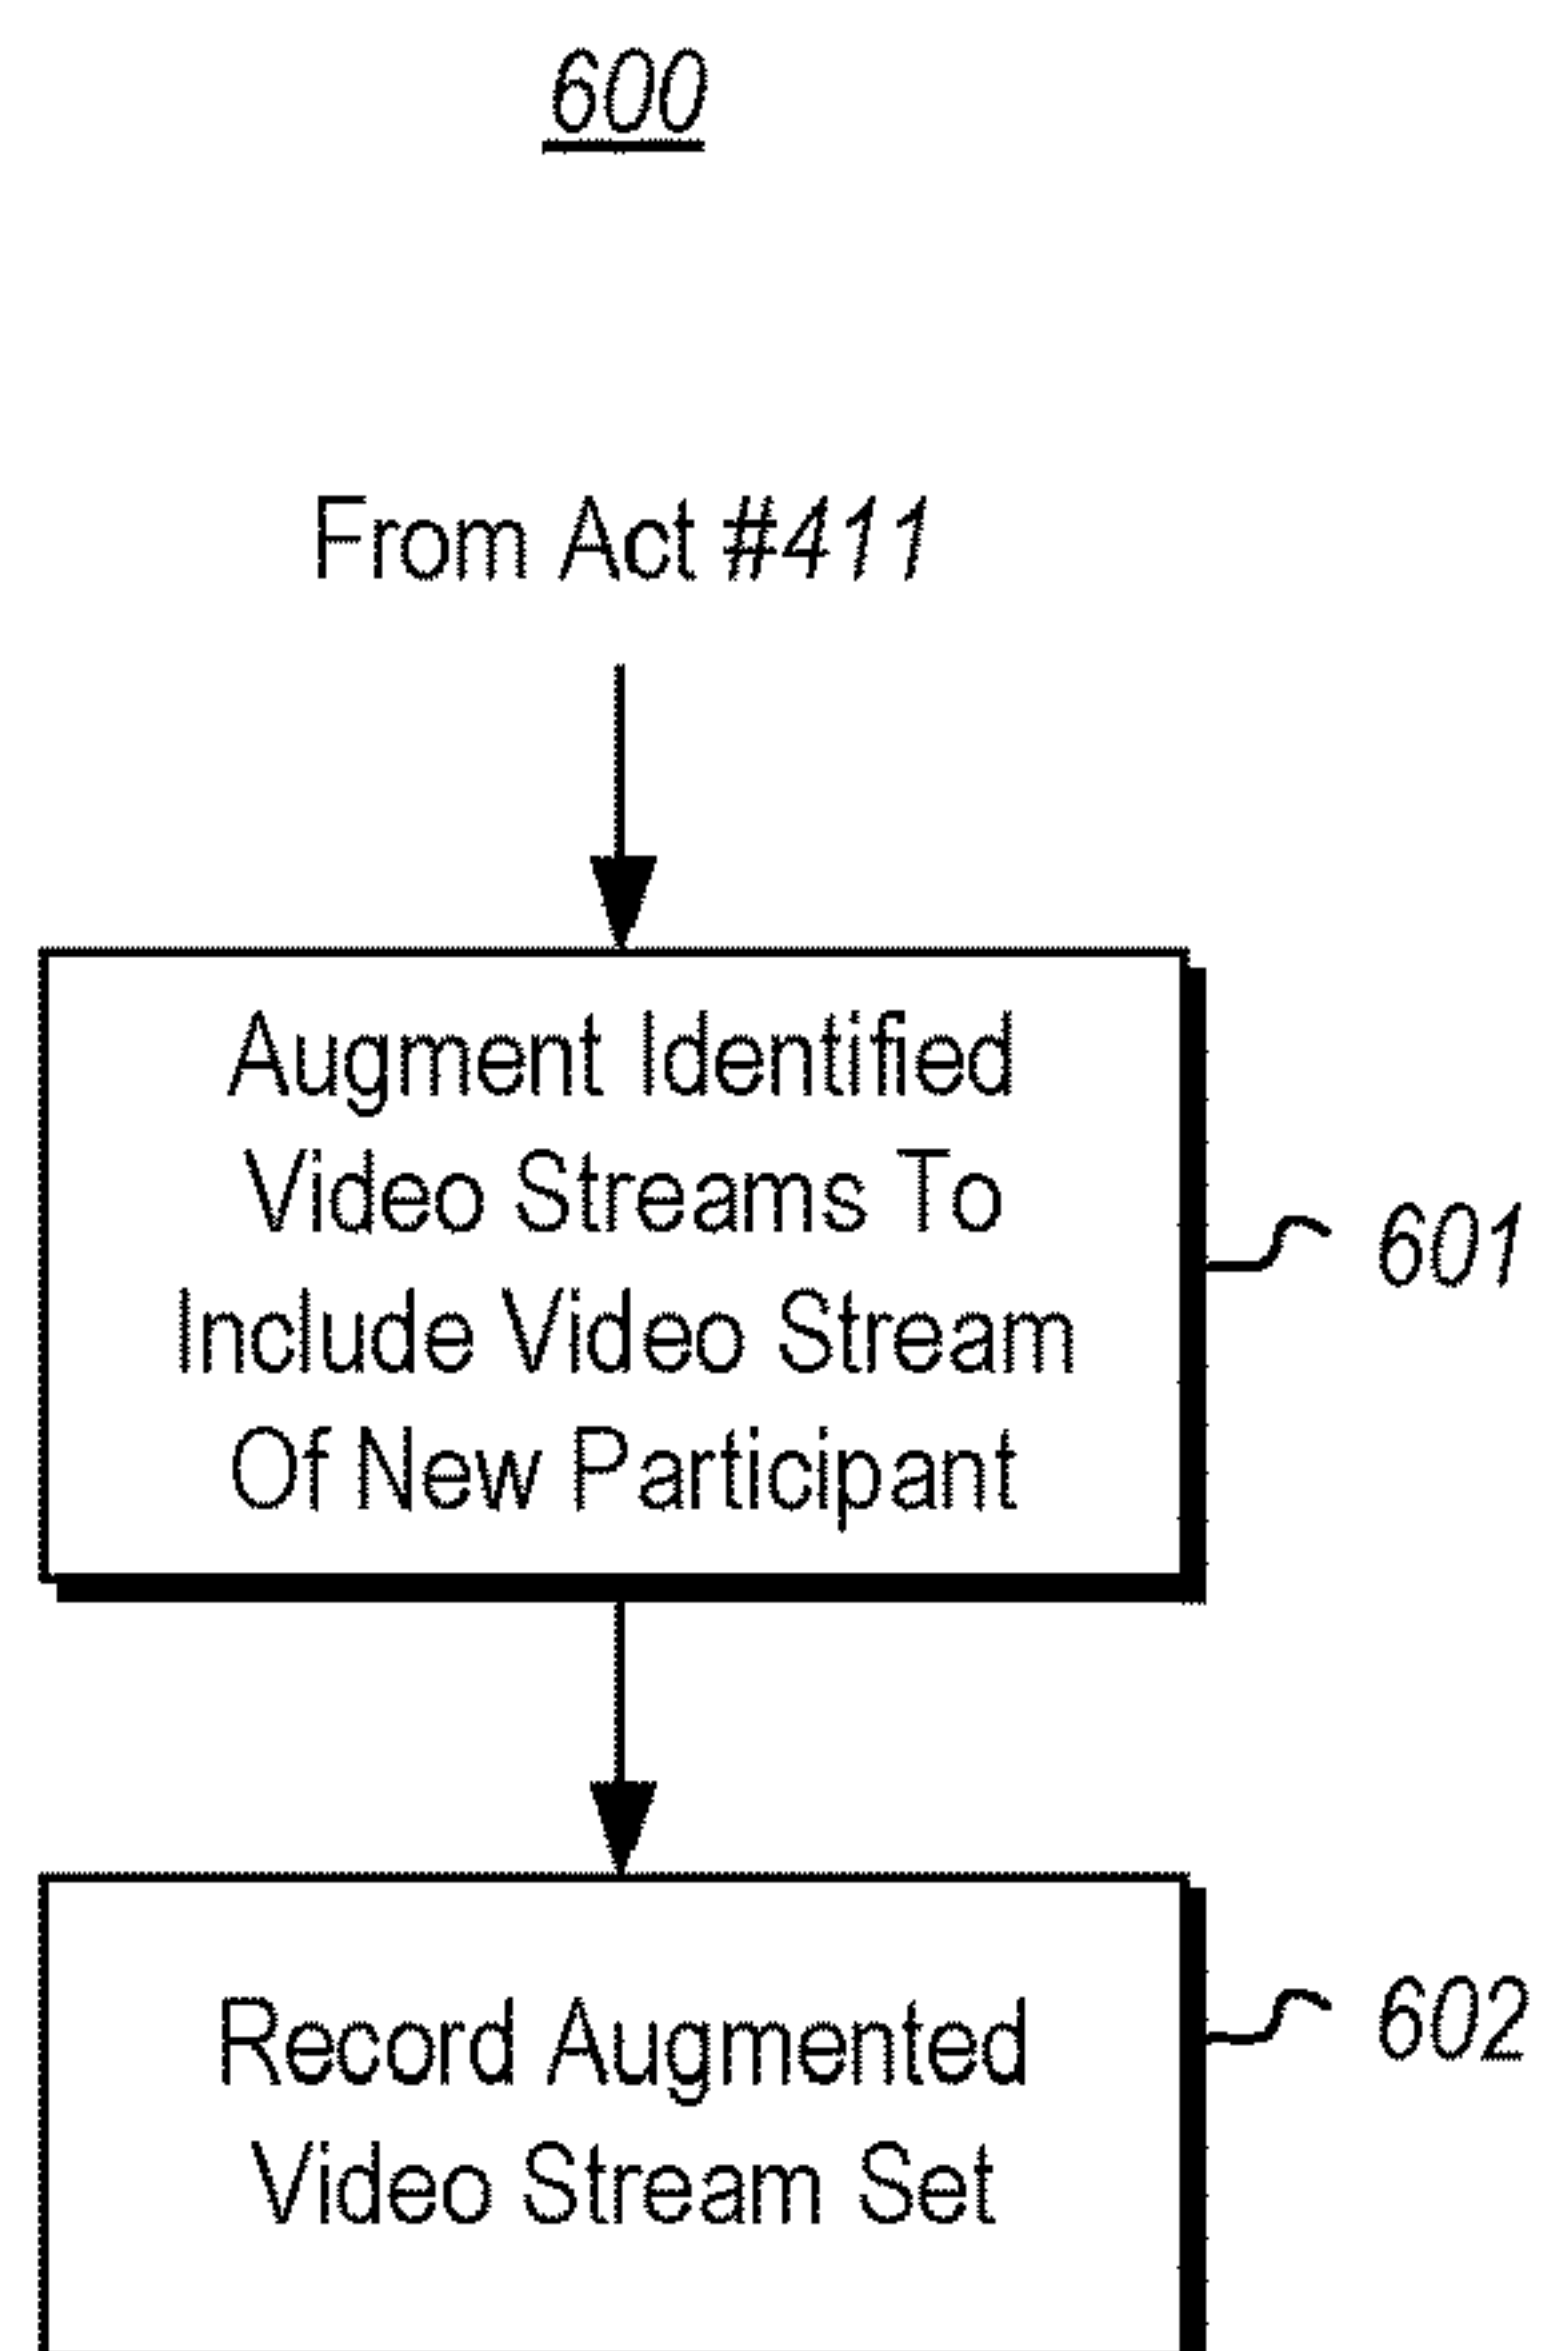 600
From Act #411
Augment Identified
Video Streams To
Include Video Stream
Of New Participant
601
Record Augmented
Video Stream Set
602